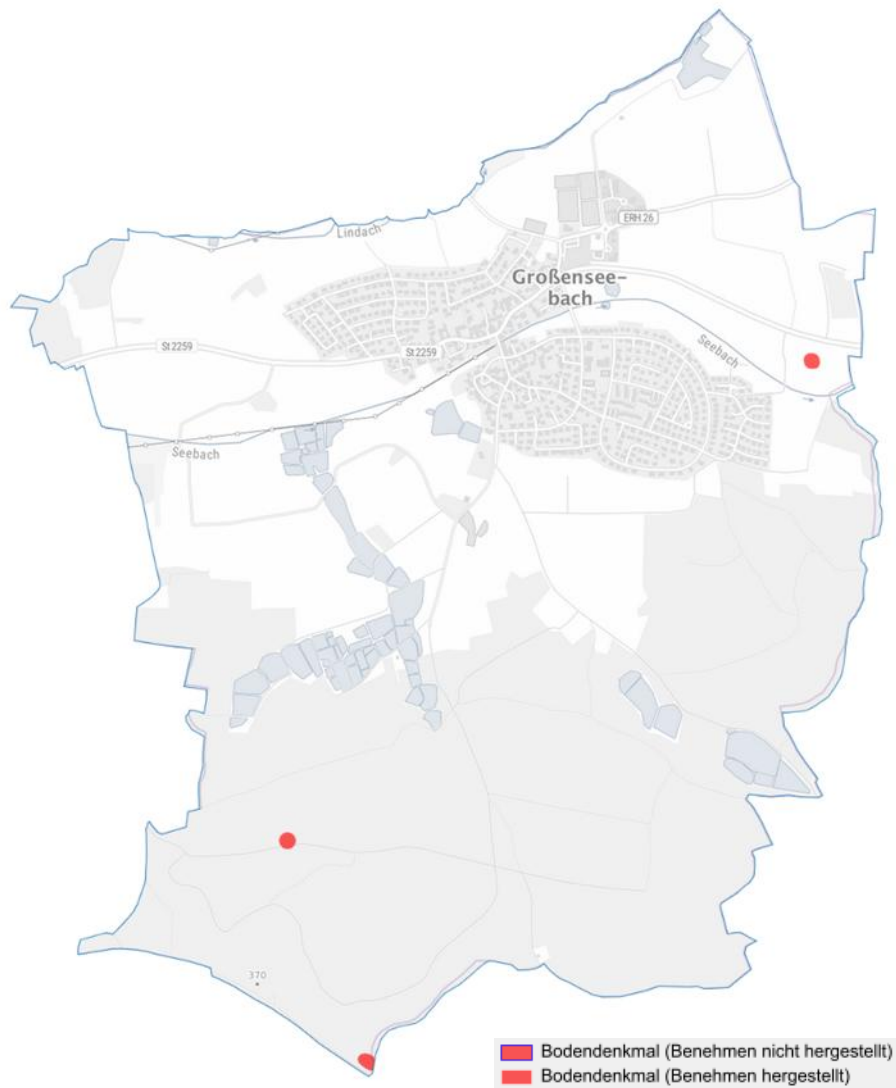 ERH 26
Lindach
Großensee-
bach
St 2259
St 2259
Seebach
Seebach
370
Bodendenkmal (Benehmen nicht hergestellt)
Bodendenkmal (Benehmen hergestellt)